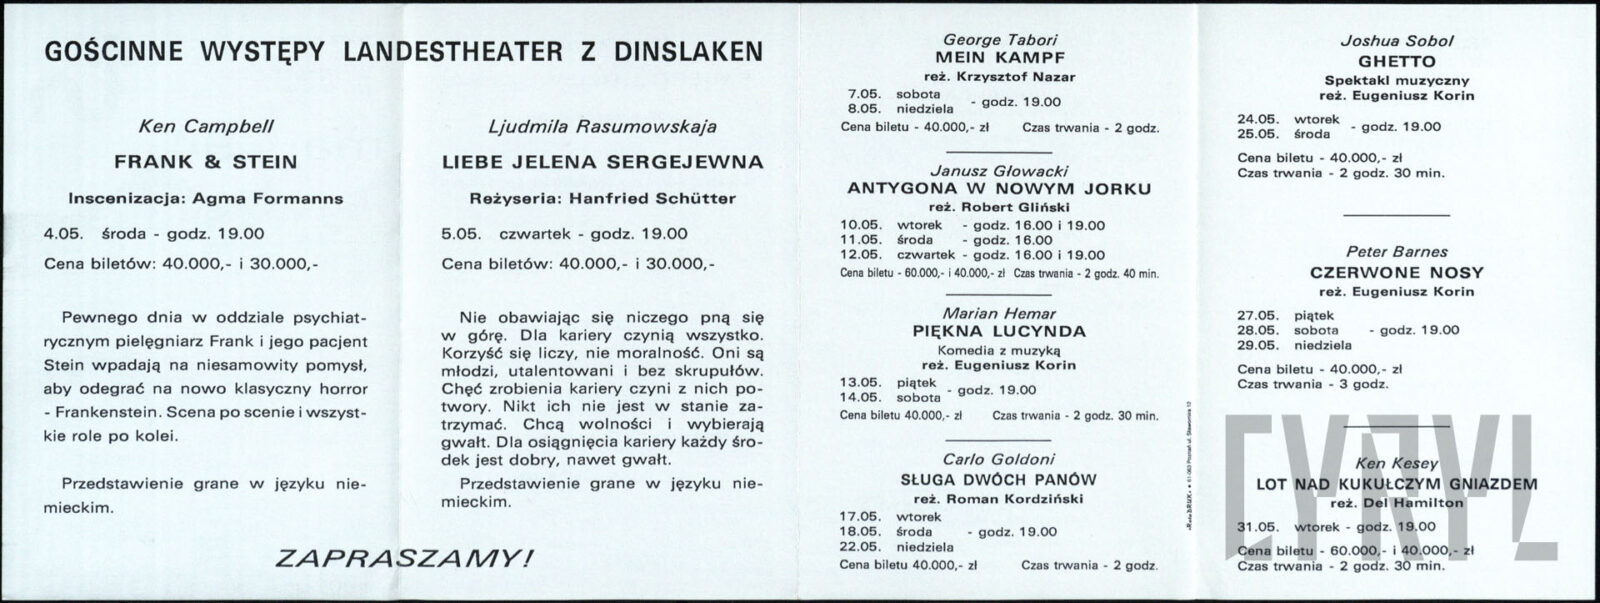 GOŚCINNE WYSTĘPY LANDESTHEATER Z DINSLAKEN
Ken Campbell
FRANK & STEIN
Inscenizacja: Agma Formanns
4.05. środa - godz. 19.00
Cena biletów: 40.000,- i 30.000,-
Pewnego dnia w oddziale psychiat-
rycznym pielęgniarz Frank i jego pacjent
Stein wpadają na niesamowity pomysł,
aby odegrać na nowo klasyczny horror
- Frankenstein. Scena po scenie i wszyst-
kie role po kolei.
Przedstawienie grane w języku nie-
mieckim.
Ljudmila Rasumowskaja
LIEBE JELENA SERGEJEWNA
Reżyseria: Hanfried Schütter
5.05. czwartek - godz. 19.00
Cena biletów: 40.000,- i 30.000,-
Nie obawiając się niczego pną się
w górę. Dla kariery czynią wszystko.
Korzyść się liczy, nie moralność. Oni są
młodzi, utalentowani i bez skrupułów.
Chęć zrobienia kariery czyni z nich po-
twory. Nikt ich nie jest w stanie za-
trzymać. Chcą wolności i wybierają
gwałt. Dla osiągnięcia kariery każdy śro-
dek jest dobry, nawet gwałt.
Przedstawienie grane w języku nie-
mieckim.
ZAPRASZAMY!
George Tabori
MEIN KAMPF
reż. Krzysztof Nazar
7.05. sobota
8.05. niedziela - godz. 19.00
Cena biletu - 40.000,- zł Czas trwania - 2 godz.
Janusz Głowacki
ANTYGONA W NOWYM JORKU
reż. Robert Gliński
10.05. wtorek - godz. 16.00 i 19.00
11.05. środa - godz. 16.00
12.05. czwartek - godz. 16.00 i 19.00
Cena biletu - 60.000,- i 40.000,- zł Czas trwania - 2 godz. 40 min.
Marian Hemar
PIĘKNA LUCYNDA
Komedia z muzyką
reż. Eugeniusz Korin
13.05. piątek
14.05. sobota - godz. 19.00
Cena biletu 40.000,- zł Czas trwania - 2 godz. 30 min.
Carlo Goldoni
SŁUGA DWÓCH PANÓW
reż. Roman Kordziński
17.05. wtorek
18.05. środa - godz. 19.00
22.05. niedziela
Cena biletu 40.000,- zł Czas trwania - 2 godz.
Joshua Sobol
GHETTO
Spektakl muzyczny
reż. Eugeniusz Korin
24.05. wtorek
25.05. środa - godz. 19.00
Cena biletu - 40.000,- zł
Czas trwania - 2 godz. 30 min.
Peter Barnes
CZERWONE NOSY
reż. Eugeniusz Korin
27.05. piątek
28.05. sobota - godz. 19.00
29.05. niedziela
Cena biletu - 40.000,- zł
Czas trwania - 3 godz.
Ken Kesey
LOT NAD KUKUŁCZYM GNIAZDEM
reż. Del Hamilton
31.05. wtorek - godz. 19.00
Cena biletu - 60.000,- i 40.000,- zł
Czas trwania - 2 godz. 30 min.
CYRYL